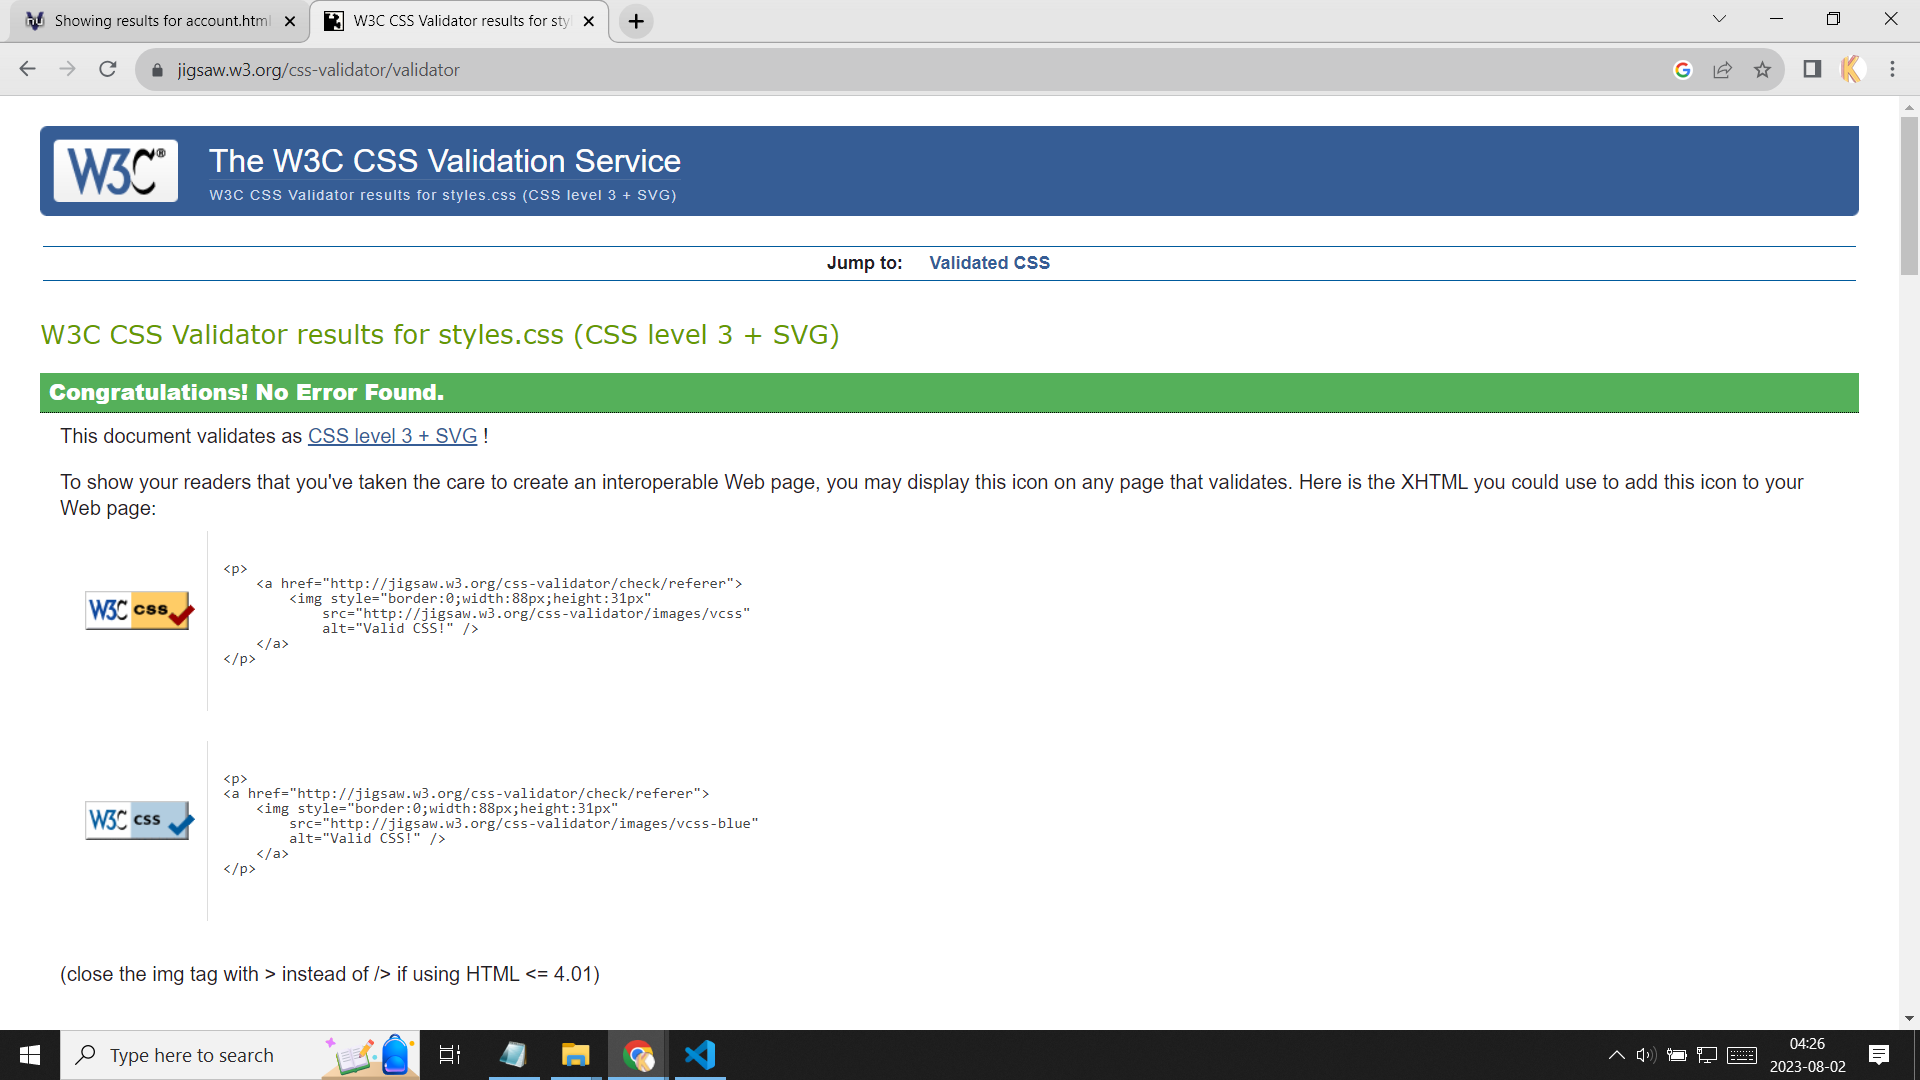 Showing results for account.html
W3C CSS Validator results for sty
jigsaw.w3.org/css-validator/validator
W3C®
The W3C CSS Validation Service
W3C CSS Validator results for styles.css (CSS level 3 + SVG)
Jump to: Validated CSS
W3C CSS Validator results for styles.css (CSS level 3 + SVG)
Congratulations! No Error Found.
This document validates as CSS level 3 + SVG !
To show your readers that you've taken the care to create an interoperable Web page, you may display this icon on any page that validates. Here is the XHTML you could use to add this icon to your
Web page:
W3C css
<p>
    <a href="http://jigsaw.w3.org/css-validator/check/referer">
        <img style="border:0;width:88px;height:31px"
            src="http://jigsaw.w3.org/css-validator/images/vcss"
            alt="Valid CSS!" />
    </a>
</p>
W3C css
<p>
<a href="http://jigsaw.w3.org/css-validator/check/referer">
    <img style="border:0;width:88px;height:31px"
        src="http://jigsaw.w3.org/css-validator/images/vcss-blue"
        alt="Valid CSS!" />
    </a>
</p>
(close the img tag with > instead of /> if using HTML <= 4.01)
Type here to search
04:26
2023-08-02